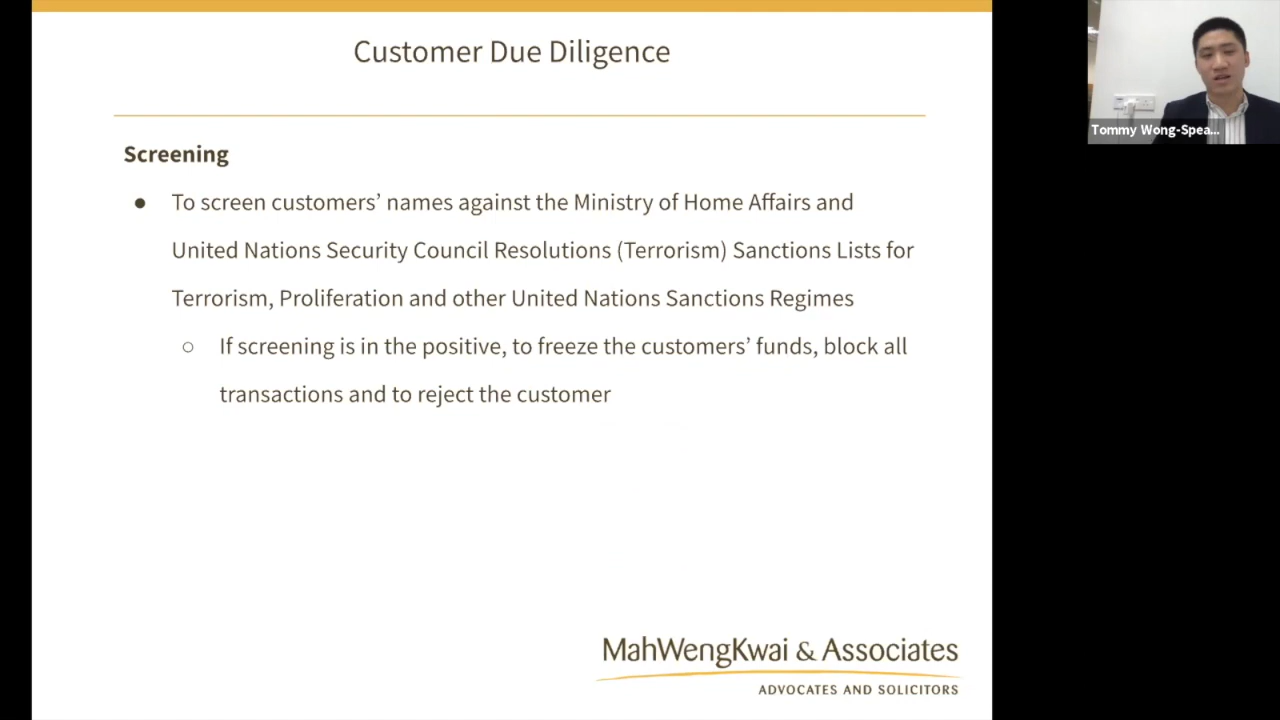 Customer Due Diligence
Tommy Wong-Spea...
Screening
● To screen customers’ names against the Ministry of Home Affairs and
United Nations Security Council Resolutions (Terrorism) Sanctions Lists for
Terrorism, Proliferation and other United Nations Sanctions Regimes
○ If screening is in the positive, to freeze the customers’ funds, block all
transactions and to reject the customer
MahWengKwai & Associates
ADVOCATES AND SOLICITORS